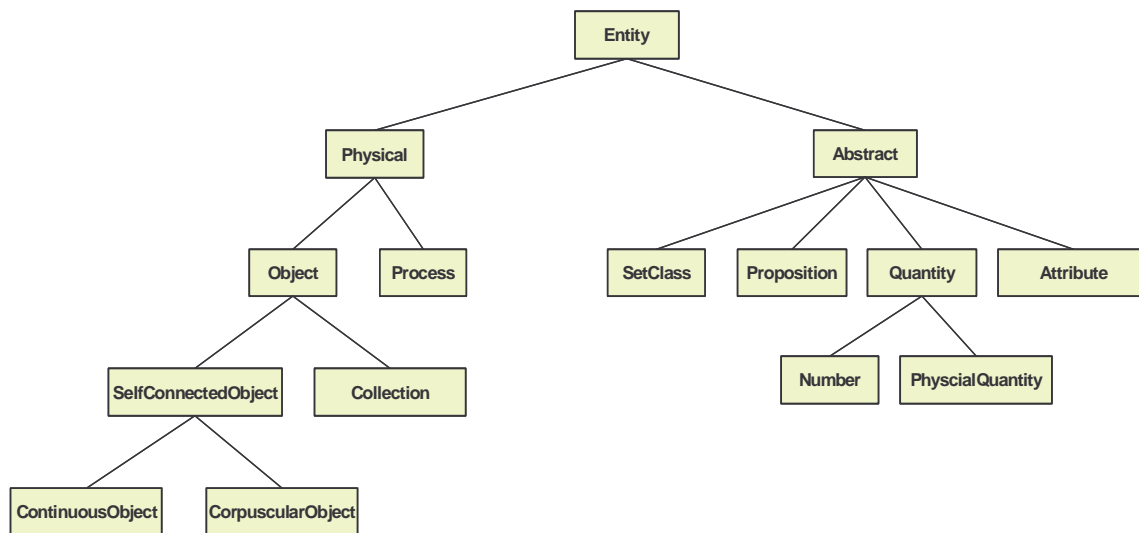 Entity
Physical
Abstract
Object
Process
SetClass
Proposition
Quantity
Attribute
SelfConnectedObject
Collection
Number
PhyscialQuantity
ContinuousObject
CorpuscularObject